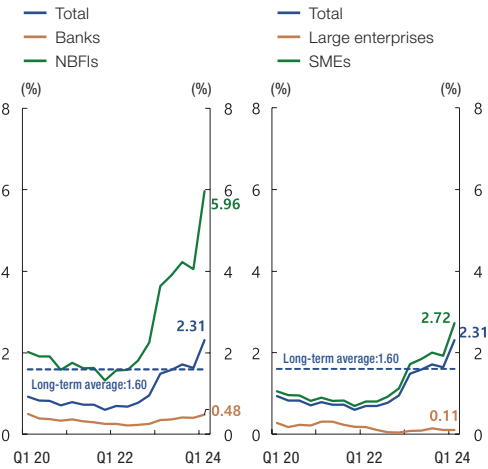 Total
Banks
NBFIs
(%) (%)
8 8
6 6
5.96
4 4
2.31
2 2
Long-term average:1.60
0.48
0 0
Q1 20 Q1 22 Q1 24
Total
Large enterprises
SMEs
(%) (%)
8 8
6 6
4 4
2.72
2.31
2 2
Long-term average:1.60
0.11
0 0
Q1 20 Q1 22 Q1 24